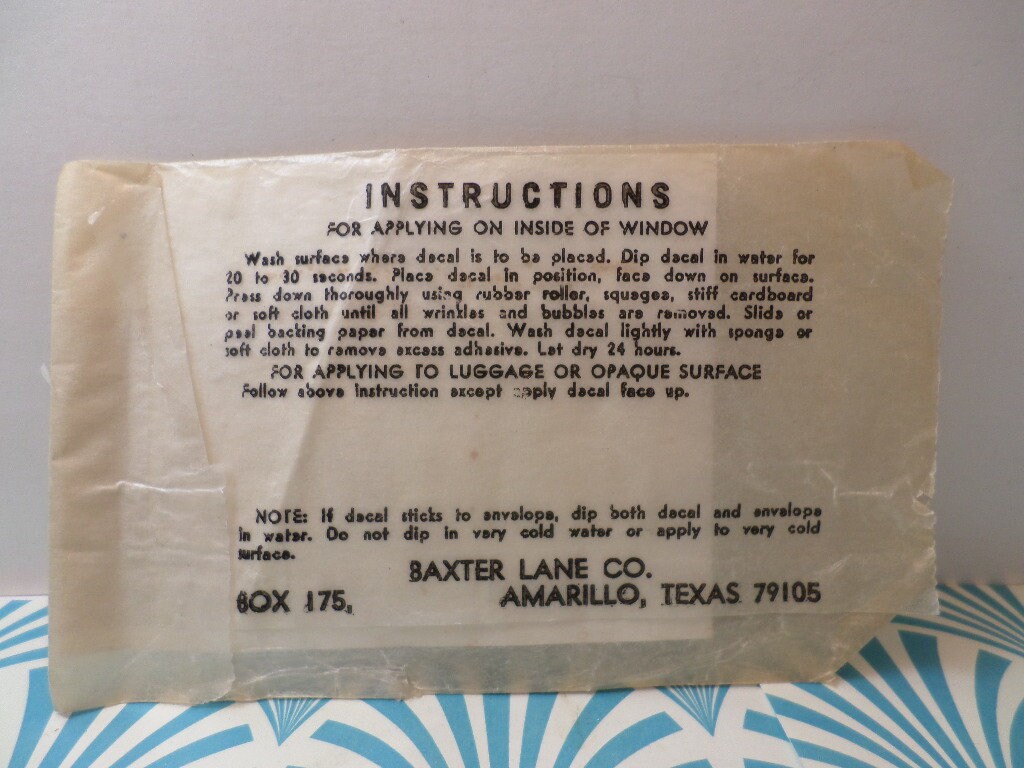 INSTRUCTIONS
FOR APPLYING ON INSIDE OF WINDOW
Wash surface where decal is to be placed. Dip decal in water for
20 to 30 seconds. Place decal in position, face down on surface.
Press down thoroughly using rubber roller, squegee, stiff cardboard
or soft cloth until all wrinkles and bubbles are removed. Slide or
peel backing paper from decal. Wash decal lightly with sponge or
soft cloth to remove excess adhesive. Let dry 24 hours.
FOR APPLYING TO LUGGAGE OR OPAQUE SURFACE
Follow above instruction except apply decal face up.
NOTE: If decal sticks to envelope, dip both decal and envelope
in water. Do not dip in very cold water or apply to very cold
surface.
BAXTER LANE CO.
BOX 175, AMARILLO, TEXAS 79105